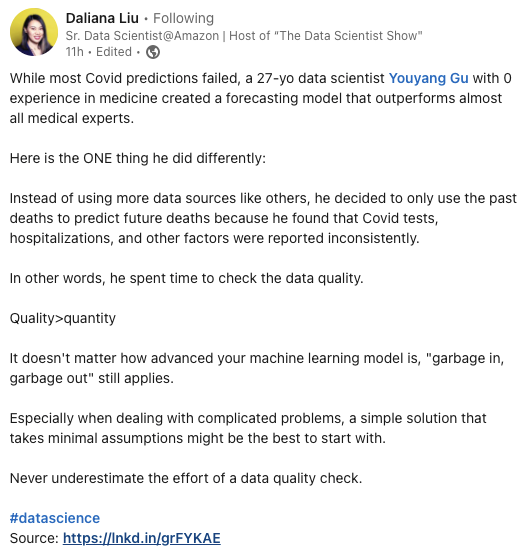 Daliana Liu • Following
Sr. Data Scientist@Amazon | Host of "The Data Scientist Show"
11h • Edited •
While most Covid predictions failed, a 27-yo data scientist Youyang Gu with 0
experience in medicine created a forecasting model that outperforms almost
all medical experts.
Here is the ONE thing he did differently:
Instead of using more data sources like others, he decided to only use the past
deaths to predict future deaths because he found that Covid tests,
hospitalizations, and other factors were reported inconsistently.
In other words, he spent time to check the data quality.
Quality>quantity
It doesn't matter how advanced your machine learning model is, "garbage in,
garbage out" still applies.
Especially when dealing with complicated problems, a simple solution that
takes minimal assumptions might be the best to start with.
Never underestimate the effort of a data quality check.
#datascience
Source: https://lnkd.in/grFYKAE